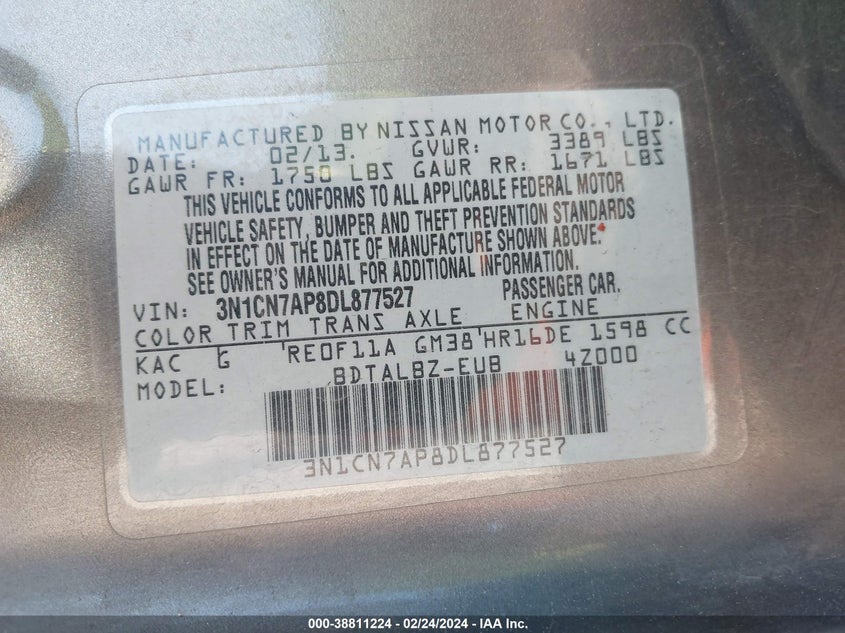 MANUFACTURED BY NISSAN MOTOR CO., LTD.
DATE: 02/13. GVWR: 3389 LBS
GAWR FR: 1750 LBS GAWR RR: 1671 LBS
THIS VEHICLE CONFORMS TO ALL APPLICABLE FEDERAL MOTOR
VEHICLE SAFETY, BUMPER AND THEFT PREVENTION STANDARDS
IN EFFECT ON THE DATE OF MANUFACTURE SHOWN ABOVE.
SEE OWNER'S MANUAL FOR ADDITIONAL INFORMATION.
VIN: 3N1CN7AP8DL877527 PASSENGER CAR.
COLOR TRIM TRANS AXLE ENGINE
KAC G RE0F11A GM38 HR16DE 1598 CC
MODEL: BDTALBZ-EUB 4Z000
3N1CN7AP8DL877527
000-38811224 - 02/24/2024 - IAA Inc.